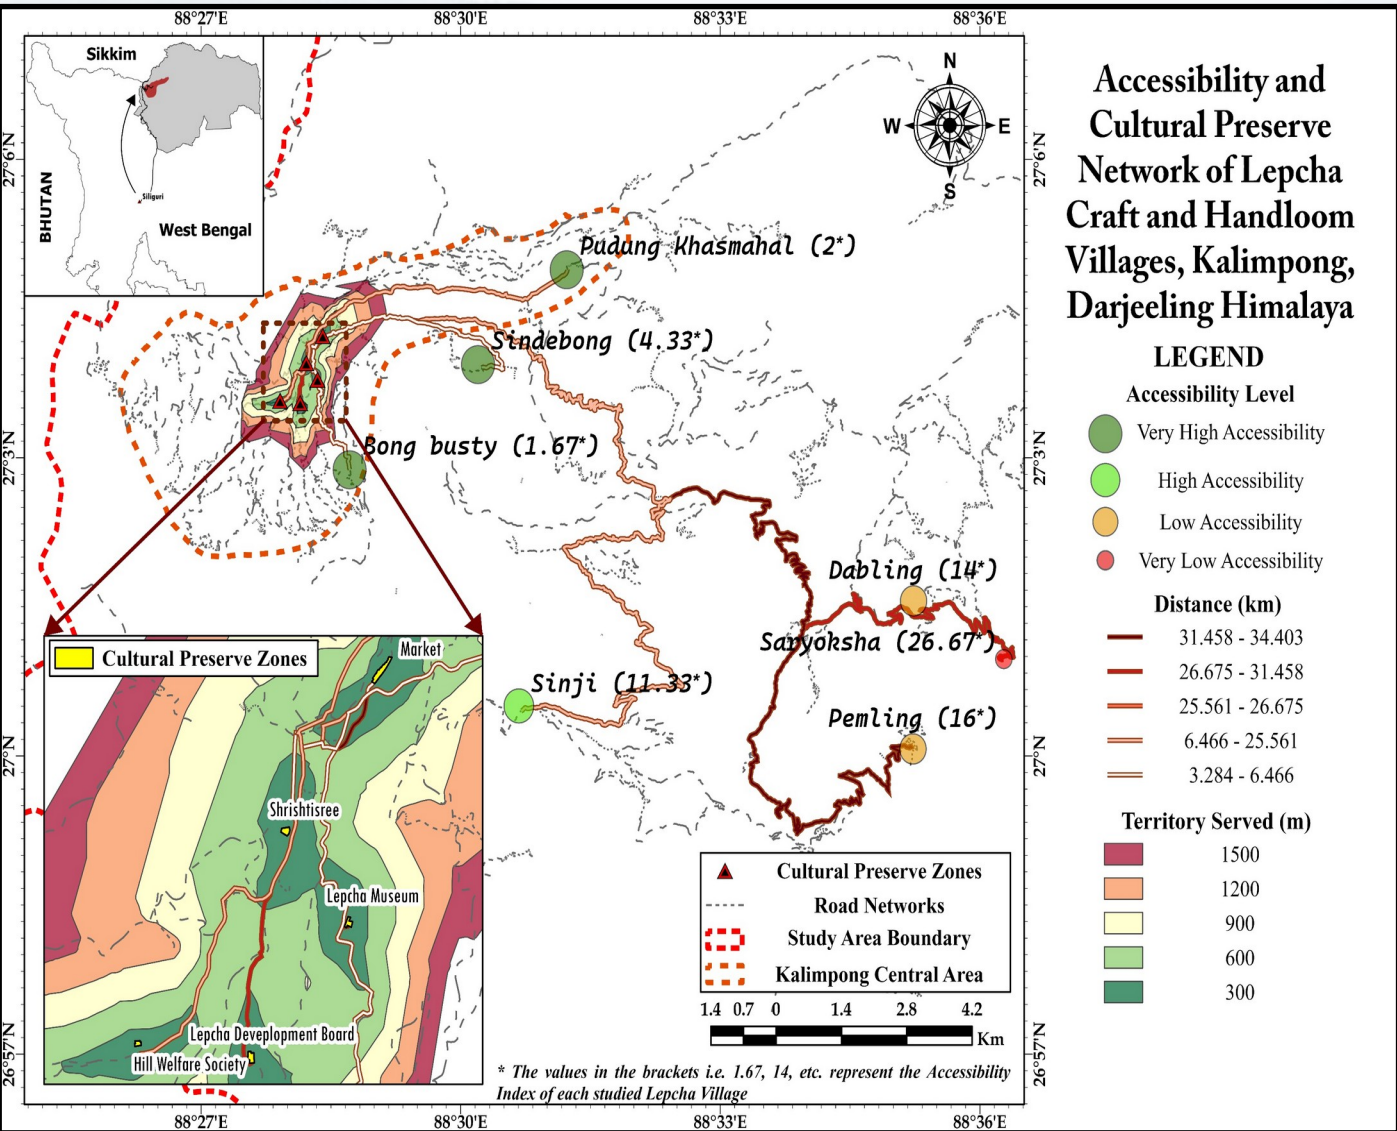 88°27'E
88°30'E
88°33'E
88°36'E
Sikkim
BHUTAN
Siliguri
West Bengal
N
W
E
S
27°6'N
27°6'N
27°3'N
27°3'N
27°N
27°N
26°57'N
26°57'N
Pudung Khasmahal (2*)
Sindebong (4.33*)
Bong busty (1.67*)
Dabling (14*)
Saryoksha (26.67*)
Sinji (11.33*)
Pemling (16*)
Cultural Preserve Zones
Market
Shrishtisree
Lepcha Museum
Lepcha Deveplopment Board
Hill Welfare Society
Cultural Preserve Zones
Road Networks
Study Area Boundary
Kalimpong Central Area
1.4 0.7 0 1.4 2.8 4.2
Km
* The values in the brackets i.e. 1.67, 14, etc. represent the Accessibility
Index of each studied Lepcha Village
88°27'E
88°30'E
88°33'E
88°36'E
Accessibility and
Cultural Preserve
Network of Lepcha
Craft and Handloom
Villages, Kalimpong,
Darjeeling Himalaya
LEGEND
Accessibility Level
Very High Accessibility
High Accessibility
Low Accessibility
Very Low Accessibility
Distance (km)
31.458 - 34.403
26.675 - 31.458
25.561 - 26.675
6.466 - 25.561
3.284 - 6.466
Territory Served (m)
1500
1200
900
600
300